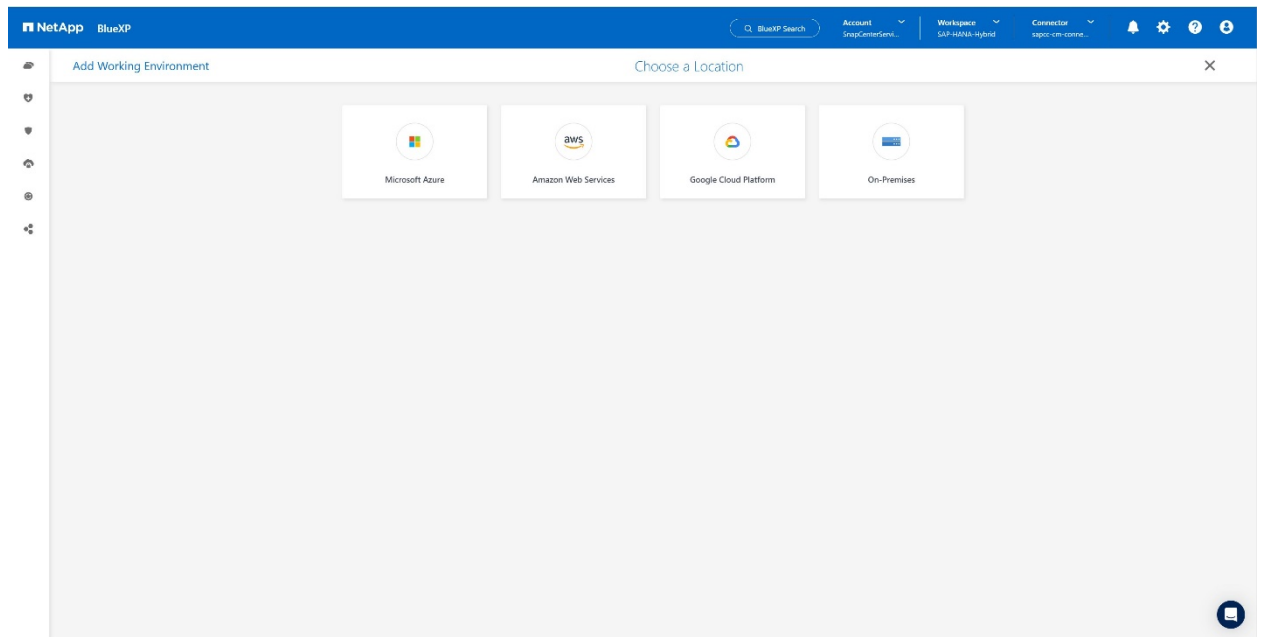 NetApp BlueXP
BlueXP Search
Account
SnapCenterServi...
Workspace
SAP-HANA-Hybrid
Connector
sapcc-cm-conne...
Add Working Environment
Choose a Location
Microsoft Azure
aws
Amazon Web Services
Google Cloud Platform
On-Premises